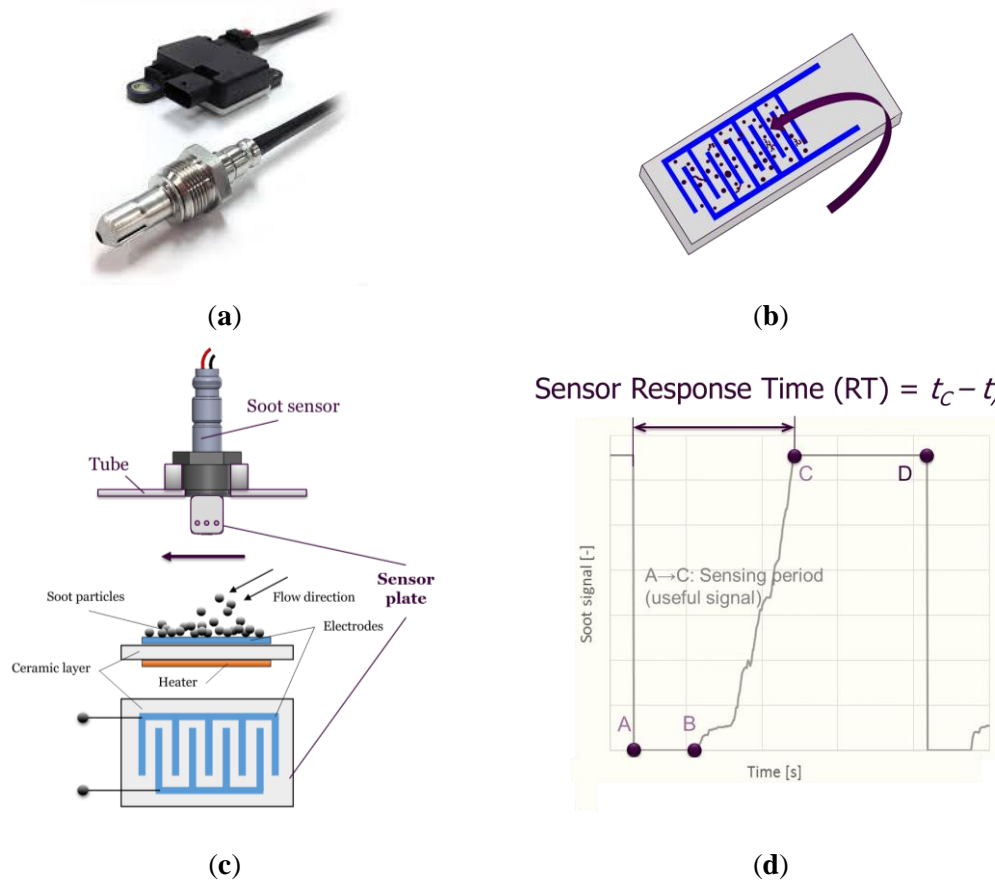 (a)
(b)
Soot sensor
Tube
Sensor
plate
Flow direction
Soot particles
Electrodes
Ceramic layer
Heater
(c)
Sensor Response Time (RT) = tC – t
C
D
Soot signal [-]
A→C: Sensing period
(useful signal)
A
B
Time [s]
(d)